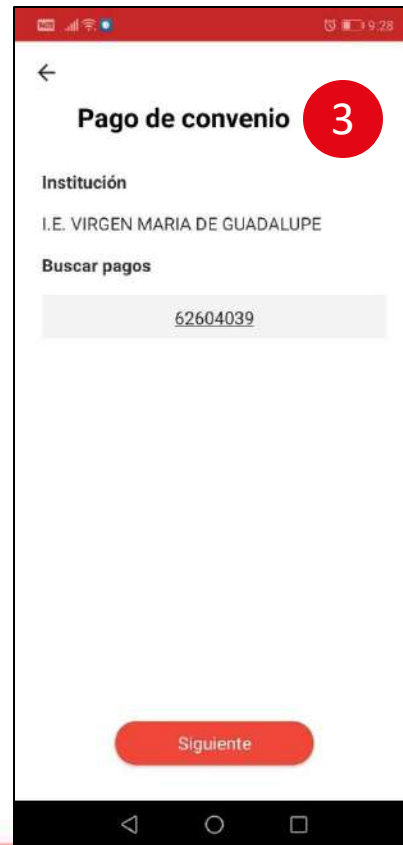 9:28
Pago de convenio
3
Institución
I.E. VIRGEN MARIA DE GUADALUPE
Buscar pagos
62604039
Siguiente